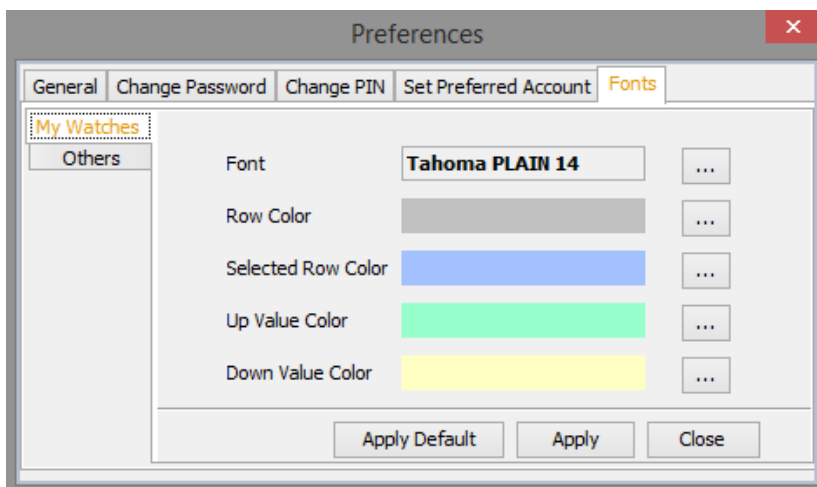 Preferences
General Change Password Change PIN Set Preferred Account Fonts
My Watches
Others
Font Tahoma PLAIN 14 ...
Row Color ...
Selected Row Color ...
Up Value Color ...
Down Value Color ...
Apply Default Apply Close